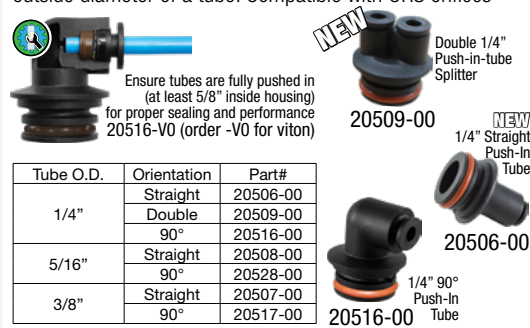 outside diameter of a tube. Compatible with CRS orifices
Ensure tubes are fully pushed in
(at least 5/8" inside housing)
for proper sealing and performance
20516-V0 (order -V0 for viton)
NEW
Double 1/4"
Push-in-tube
Splitter
20509-00
NEW
1/4" Straight
Push-In
Tube
20506-00
1/4" 90°
Push-In
Tube
20516-00
Tube O.D. Orientation Part#
1/4" Straight 20506-00
Double 20509-00
90° 20516-00
5/16" Straight 20508-00
90° 20528-00
3/8" Straight 20507-00
90° 20517-00